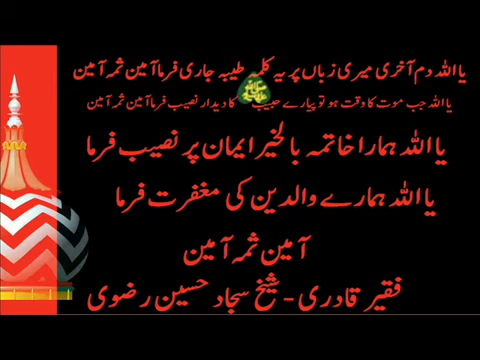 یا اللہ دم آخری میری زباں پر یہ کلمہ طیبہ جاری فرما آمین ثمہ آمین
یا اللہ جب موت کا وقت ہو تو پیارے حبیب ﷺ کا دیدار نصیب فرما آمین ثمہ آمین
یا اللہ ہمارا خاتمہ بالخیر ایمان پر نصیب فرما
یا اللہ ہمارے والدین کی مغفرت فرما
آمین ثمہ آمین
فقیر قادری - شیخ سجاد حسین رضوی